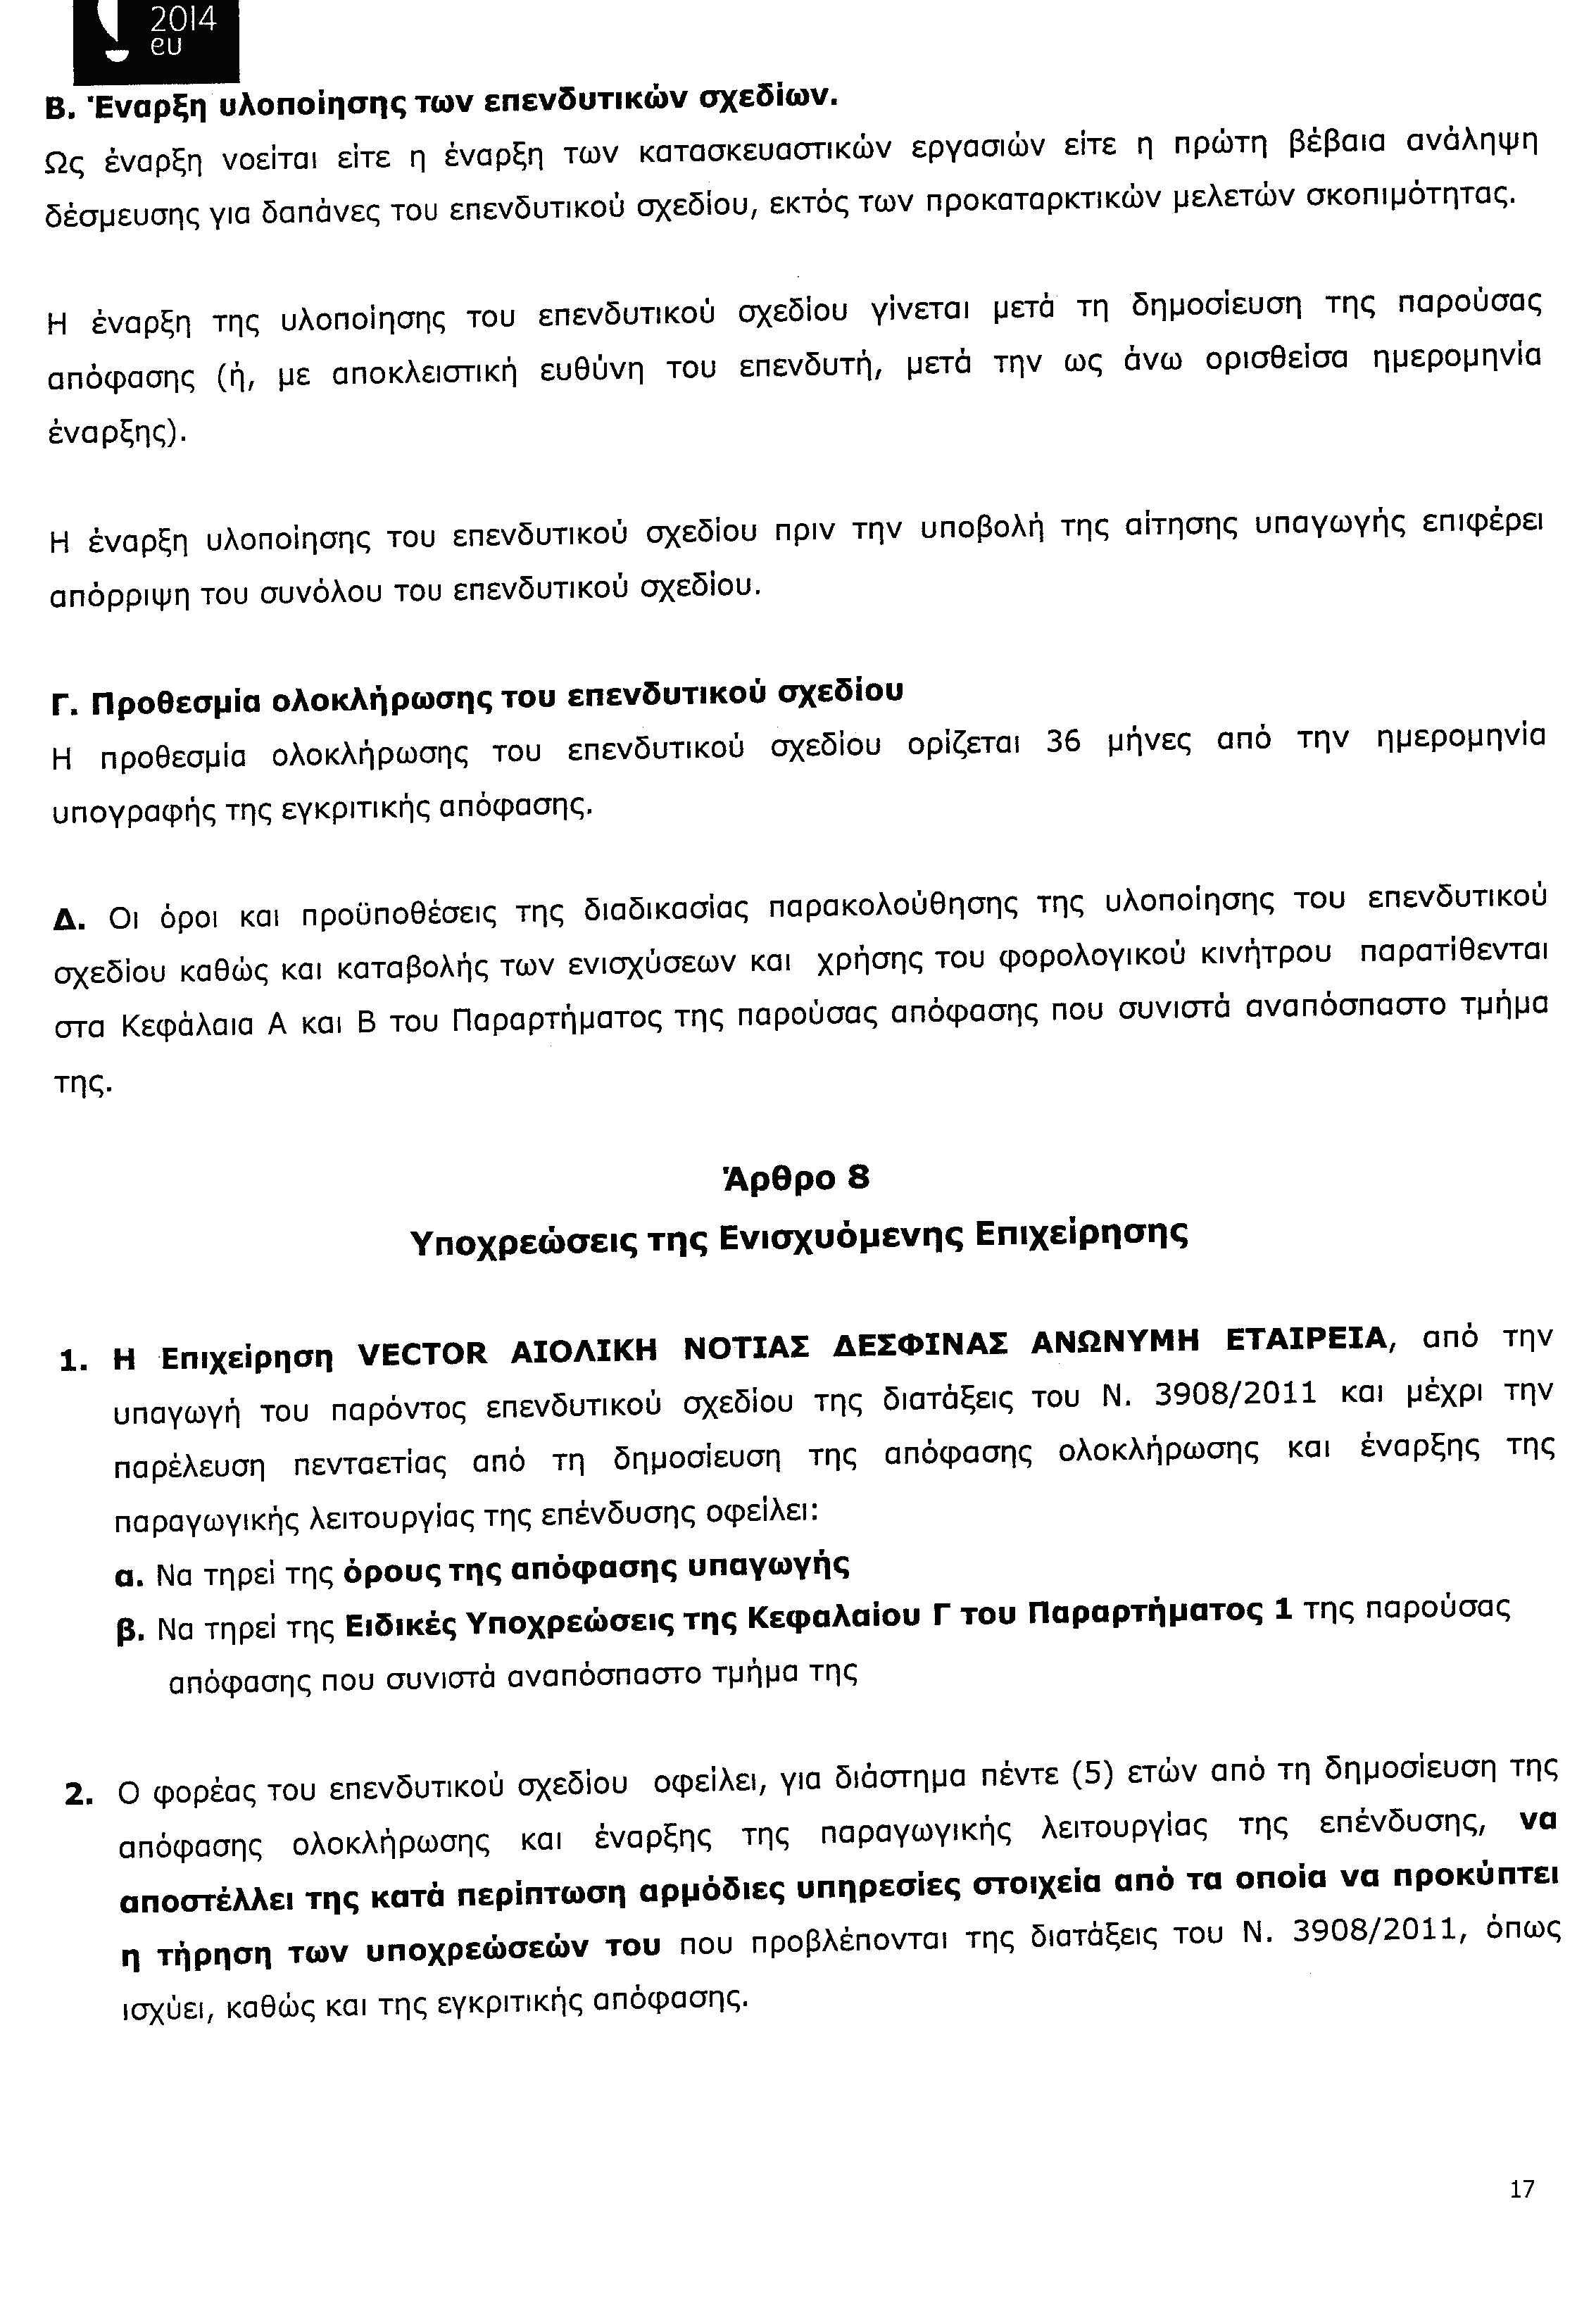 2014
eu
Β. Έναρξη υλοποίησης των επενδυτικών σχεδίων.
Ως έναρξη νοείται είτε η έναρξη των κατασκευαστικών εργασιών είτε η πρώτη βέβαια ανάληψη
δέσμευσης για δαπάνες του επενδυτικού σχεδίου, εκτός των προκαταρκτικών μελετών σκοπιμότητας.
Η έναρξη της υλοποίησης του επενδυτικού σχεδίου γίνεται μετά τη δημοσίευση της παρούσας
απόφασης (ή, με αποκλειστική ευθύνη του επενδυτή, μετά την ως άνω ορισθείσα ημερομηνία
έναρξης).
Η έναρξη υλοποίησης του επενδυτικού σχεδίου πριν την υποβολή της αίτησης υπαγωγής επιφέρει
απόρριψη του συνόλου του επενδυτικού σχεδίου.
Γ. Προθεσμία ολοκλήρωσης του επενδυτικού σχεδίου
Η προθεσμία ολοκλήρωσης του επενδυτικού σχεδίου ορίζεται 36 μήνες από την ημερομηνία
υπογραφής της εγκριτικής απόφασης.
Δ. Οι όροι και προϋποθέσεις της διαδικασίας παρακολούθησης της υλοποίησης του επενδυτικού
σχεδίου καθώς και καταβολής των ενισχύσεων και χρήσης του φορολογικού κινήτρου παρατίθενται
στα Κεφάλαια Α και Β του Παραρτήματος της παρούσας απόφασης που συνιστά αναπόσπαστο τμήμα
της.
Άρθρο 8
Υποχρεώσεις της Ενισχυόμενης Επιχείρησης
1. Η Επιχείρηση VECTOR ΑΙΟΛΙΚΗ ΝΟΤΙΑΣ ΔΕΣΦΙΝΑΣ ΑΝΩΝΥΜΗ ΕΤΑΙΡΕΙΑ, από την
υπαγωγή του παρόντος επενδυτικού σχεδίου της διατάξεις του Ν. 3908/2011 και μέχρι την
παρέλευση πενταετίας από τη δημοσίευση της απόφασης ολοκλήρωσης και έναρξης της
παραγωγικής λειτουργίας της επένδυσης οφείλει:
α. Να τηρεί της όρους της απόφασης υπαγωγής
β. Να τηρεί της Ειδικές Υποχρεώσεις της Κεφαλαίου Γ του Παραρτήματος 1 της παρούσας
απόφασης που συνιστά αναπόσπαστο τμήμα της
2. Ο φορέας του επενδυτικού σχεδίου οφείλει, για διάστημα πέντε (5) ετών από τη δημοσίευση της
απόφασης ολοκλήρωσης και έναρξης της παραγωγικής λειτουργίας της επένδυσης, να
αποστέλλει της κατά περίπτωση αρμόδιες υπηρεσίες στοιχεία από τα οποία να προκύπτει
η τήρηση των υποχρεώσεών του που προβλέπονται της διατάξεις του Ν. 3908/2011, όπως
ισχύει, καθώς και της εγκριτικής απόφασης.
17